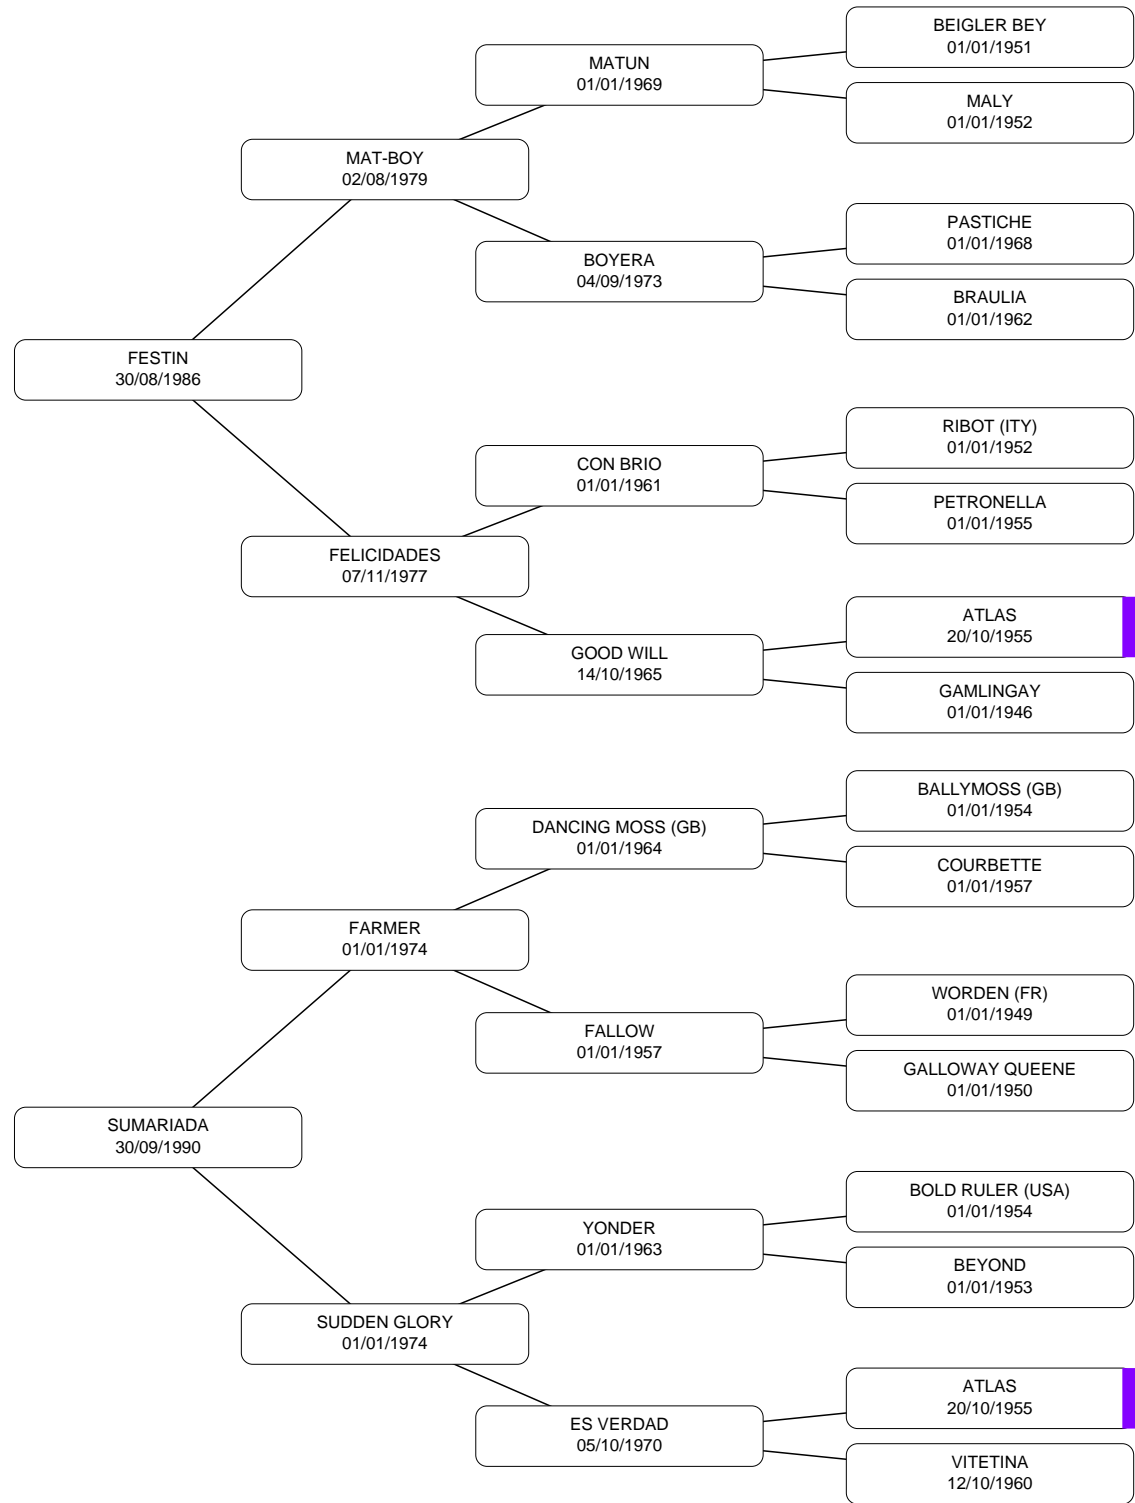 BEIGLER BEY
01/01/1951
MATUN
01/01/1969
MALY
01/01/1952
MAT-BOY
02/08/1979
PASTICHE
01/01/1968
BOYERA
04/09/1973
BRAULIA
01/01/1962
FESTIN
30/08/1986
RIBOT (ITY)
01/01/1952
CON BRIO
01/01/1961
PETRONELLA
01/01/1955
FELICIDADES
07/11/1977
ATLAS
20/10/1955
GOOD WILL
14/10/1965
GAMLINGAY
01/01/1946
BALLYMOSS (GB)
01/01/1954
DANCING MOSS (GB)
01/01/1964
COURBETTE
01/01/1957
FARMER
01/01/1974
WORDEN (FR)
01/01/1949
FALLOW
01/01/1957
GALLOWAY QUEENE
01/01/1950
SUMARIADA
30/09/1990
BOLD RULER (USA)
01/01/1954
YONDER
01/01/1963
BEYOND
01/01/1953
SUDDEN GLORY
01/01/1974
ATLAS
20/10/1955
ES VERDAD
05/10/1970
VITETINA
12/10/1960